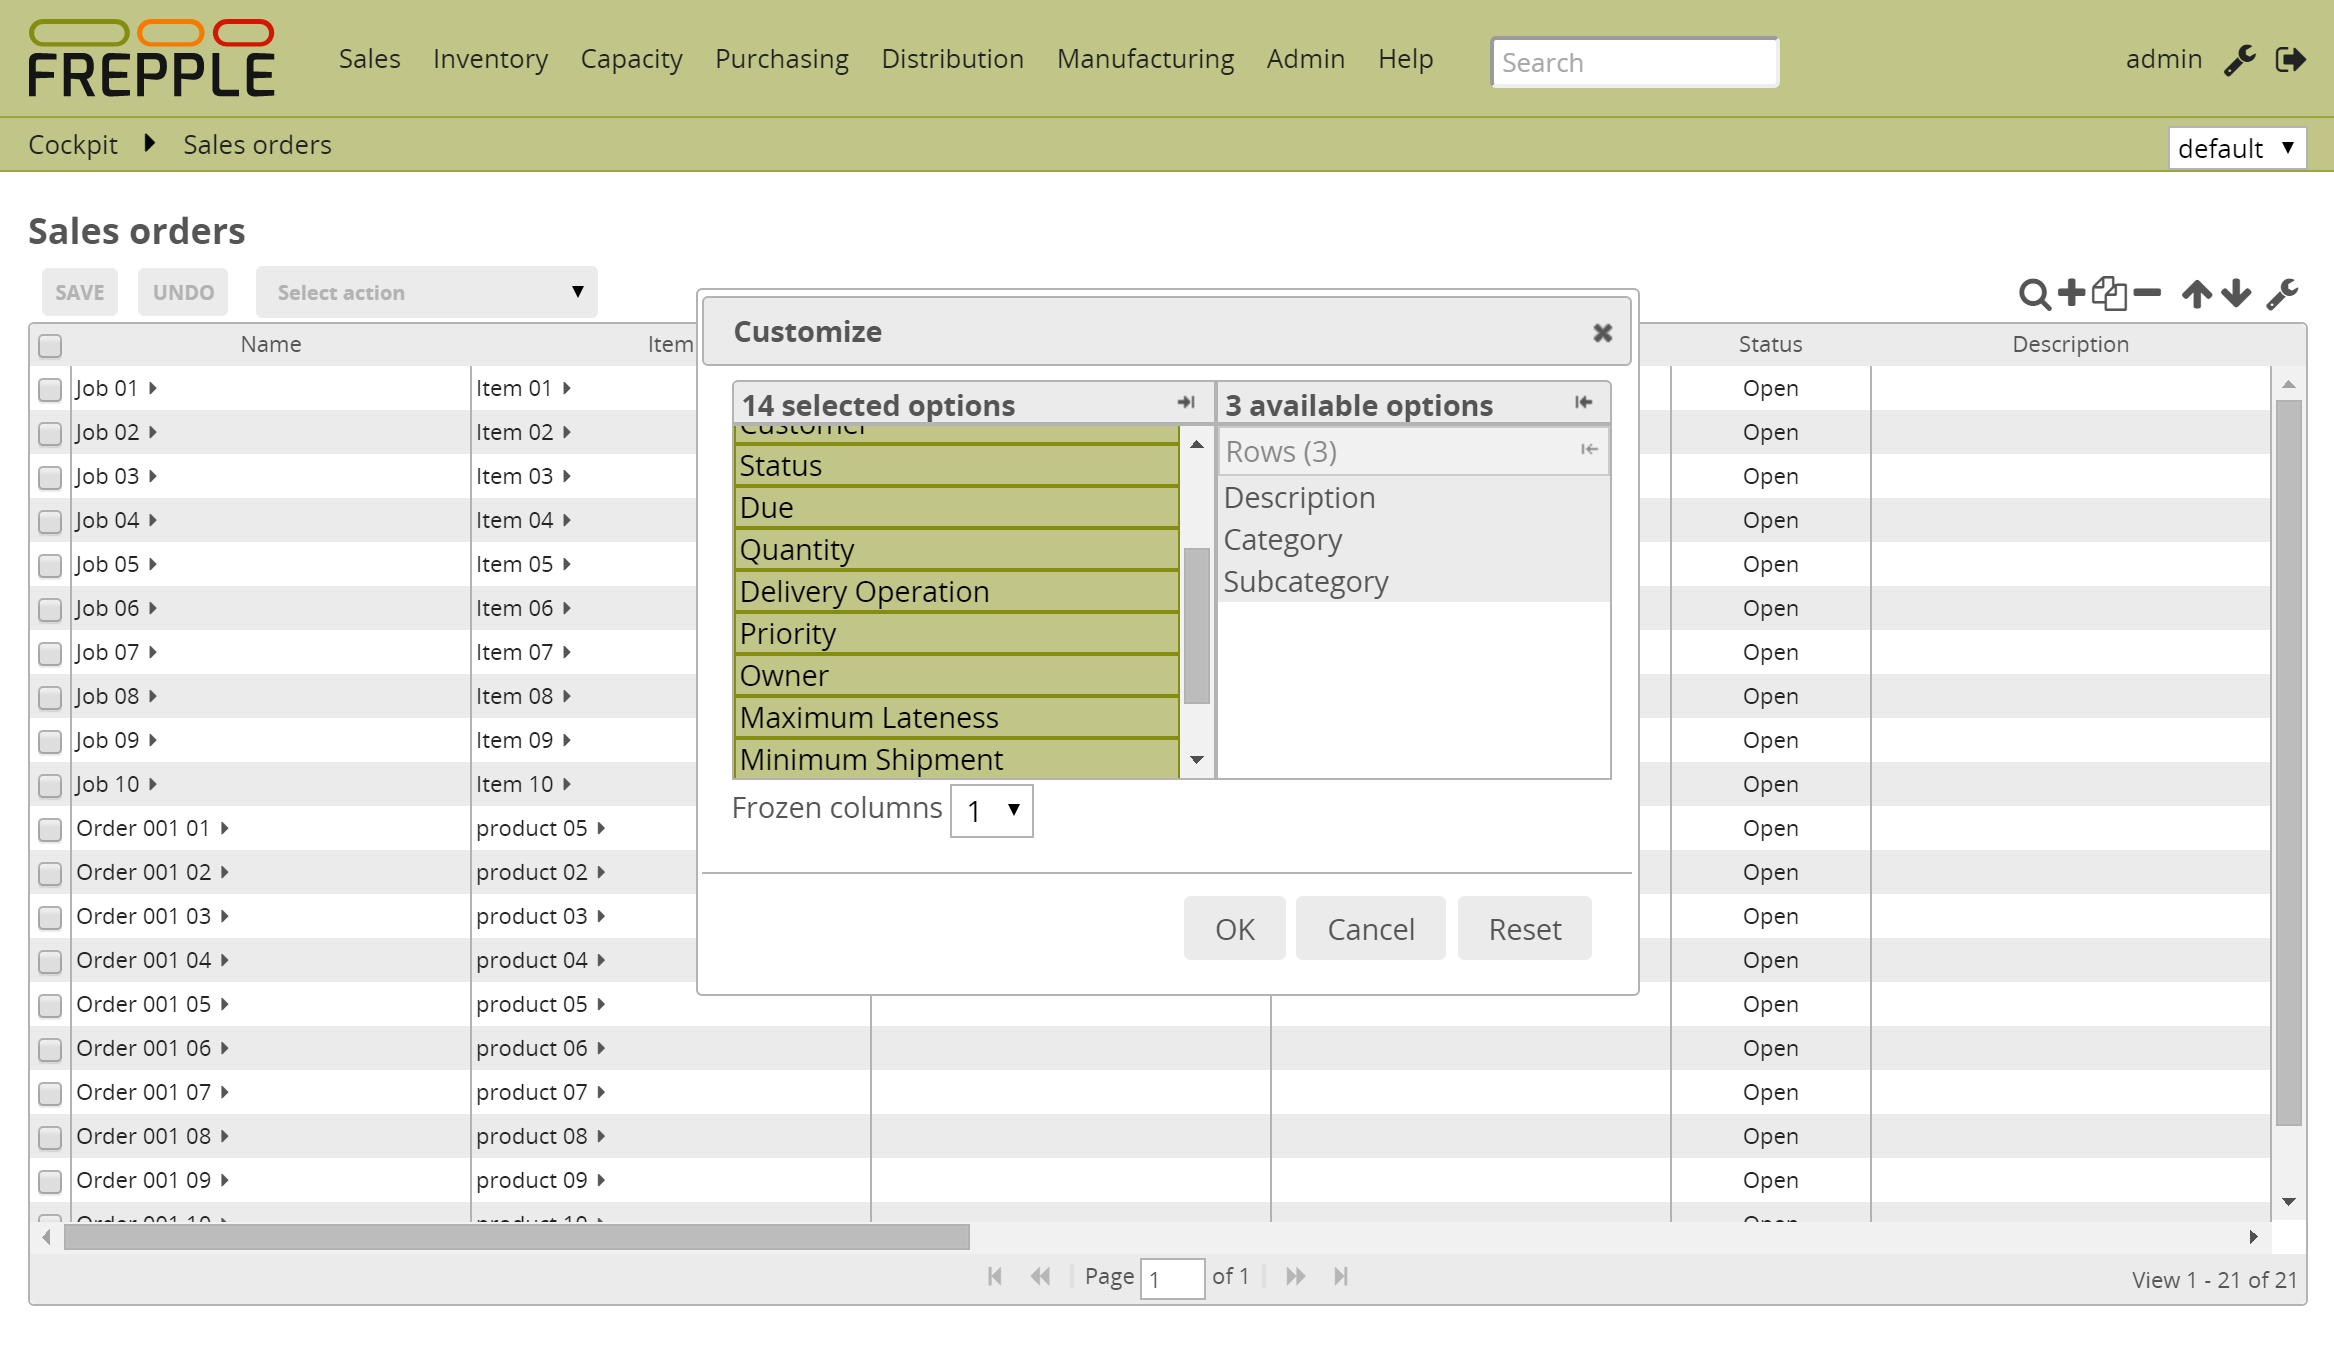 FREPPLE
Sales Inventory Capacity Purchasing Distribution Manufacturing Admin Help Search admin
Cockpit Sales orders default
Sales orders
SAVE UNDO Select action
Name Item Status Description
Customize
14 selected options 3 available options
Customer
Status
Due
Quantity
Delivery Operation
Priority
Owner
Maximum Lateness
Minimum Shipment
Rows (3)
Description
Category
Subcategory
Frozen columns 1
OK Cancel Reset
Job 01 Item 01 Open
Job 02 Item 02 Open
Job 03 Item 03 Open
Job 04 Item 04 Open
Job 05 Item 05 Open
Job 06 Item 06 Open
Job 07 Item 07 Open
Job 08 Item 08 Open
Job 09 Item 09 Open
Job 10 Item 10 Open
Order 001 01 product 05 Open
Order 001 02 product 02 Open
Order 001 03 product 03 Open
Order 001 04 product 04 Open
Order 001 05 product 05 Open
Order 001 06 product 06 Open
Order 001 07 product 07 Open
Order 001 08 product 08 Open
Order 001 09 product 09 Open
Order 001 10 product 10 Open
Page 1 of 1 View 1 - 21 of 21